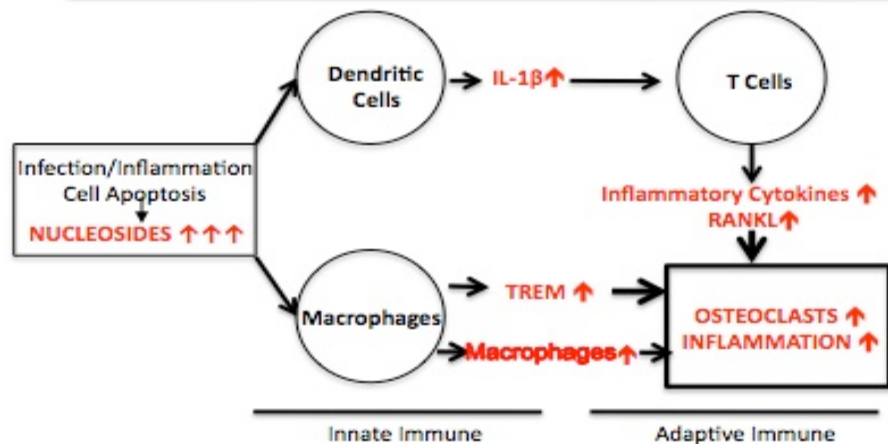 Dendritic
Cells
IL-1β↑
T Cells
Infection/Inflammation
Cell Apoptosis
NUCLEOSIDES ↑↑↑
Inflammatory Cytokines ↑
RANKL↑
Macrophages
TREM ↑
Macrophages↑
OSTEOCLASTS ↑
INFLAMMATION ↑
Innate Immune
Adaptive Immune